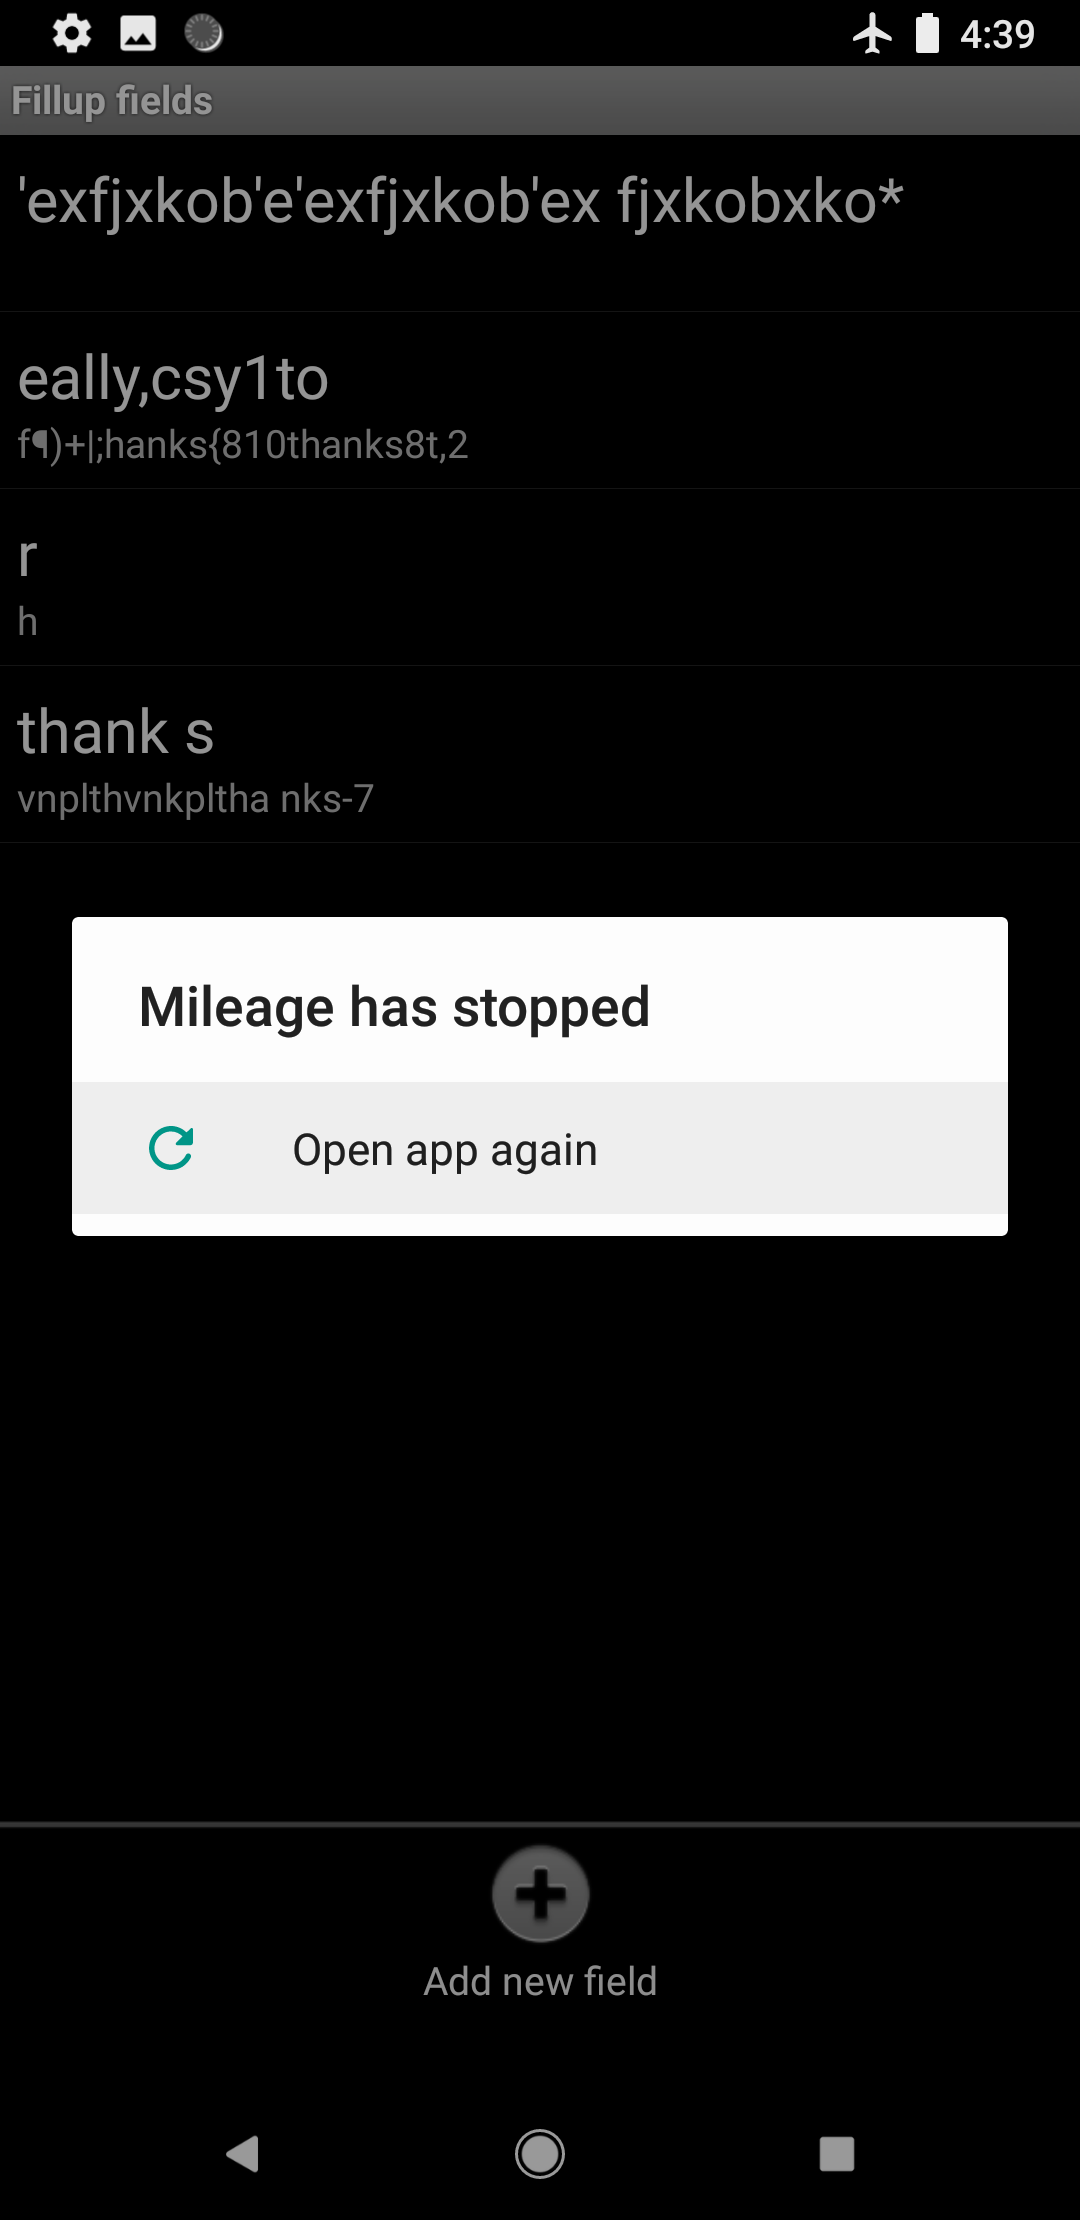 4:39
Fillup fields
'exfjxkob'e'exfjxkob'ex fjxkobxko*
eally,csy1to
f¶)+|;hanks{810thanks8t,2
r
h
thank s
vnplthvnkpltha nks-7
Mileage has stopped
Open app again
Add new field